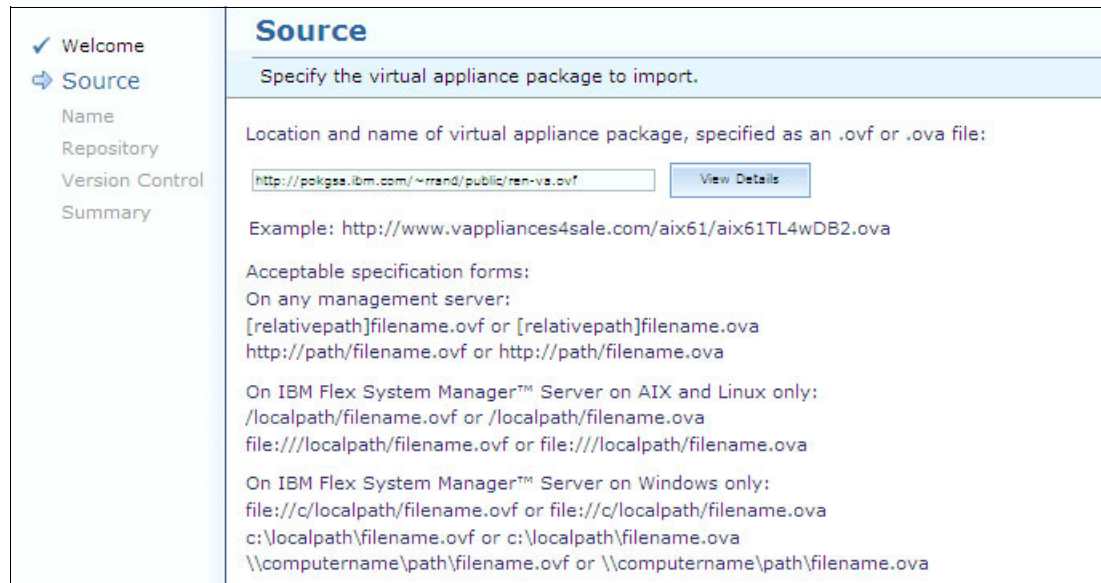 Welcome
Source
Name
Repository
Version Control
Summary
Source
Specify the virtual appliance package to import.
Location and name of virtual appliance package, specified as an .ovf or .ova file:
http://pokgsa.ibm.com/~rrand/public/ren-va.ovf
View Details
Example: http://www.vappliances4sale.com/aix61/aix61TL4wDB2.ova
Acceptable specification forms:
On any management server:
[relativepath]filename.ovf or [relativepath]filename.ova
http://path/filename.ovf or http://path/filename.ova
On IBM Flex System Manager™ Server on AIX and Linux only:
/localpath/filename.ovf or /localpath/filename.ova
file:///localpath/filename.ovf or file:///localpath/filename.ova
On IBM Flex System Manager™ Server on Windows only:
file://c/localpath/filename.ovf or file://c/localpath/filename.ova
c:\localpath\filename.ovf or c:\localpath\filename.ova
\\computername\path\filename.ovf or \\computername\path\filename.ova